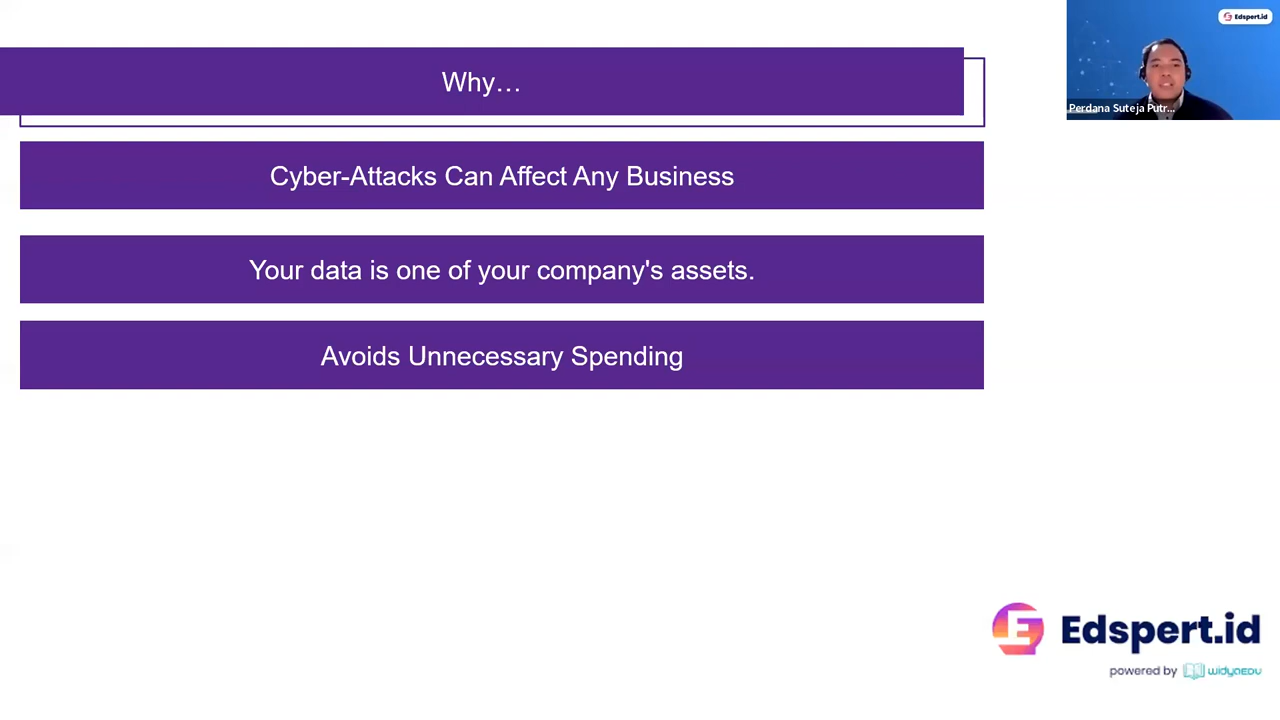 Edspert.id
Why...
Perdana Suteja Putr...
Cyber-Attacks Can Affect Any Business
Your data is one of your company's assets.
Avoids Unnecessary Spending
Edspert.id
powered by WIDYAEDU